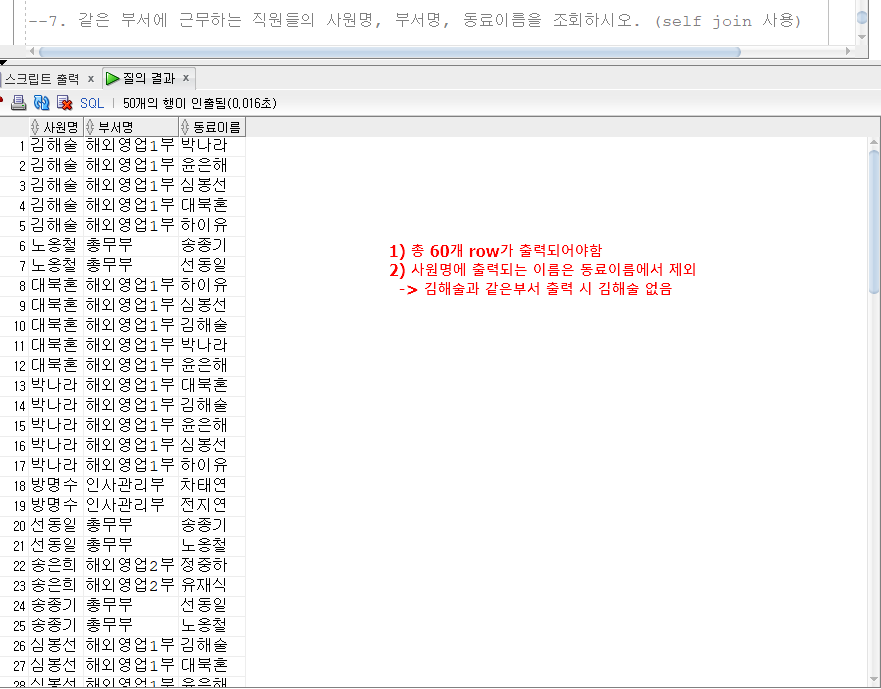 --7. 같은 부서에 근무하는 직원들의 사원명, 부서명, 동료이름을 조회하시오. (self join 사용)
스크립트 출력 x 질의 결과 x
SQL | 50개의 행이 인출됨(0,016초)
사원명 부서명 동료이름
1 김해술 해외영업1부 박나라
2 김해술 해외영업1부 윤은해
3 김해술 해외영업1부 심봉선
4 김해술 해외영업1부 대북혼
5 김해술 해외영업1부 하이유
6 노옹철 총무부 송종기
7 노옹철 총무부 선동일
8 대북혼 해외영업1부 하이유
9 대북혼 해외영업1부 심봉선
10 대북혼 해외영업1부 김해술
11 대북혼 해외영업1부 박나라
12 대북혼 해외영업1부 윤은해
13 박나라 해외영업1부 대북혼
14 박나라 해외영업1부 김해술
15 박나라 해외영업1부 윤은해
16 박나라 해외영업1부 심봉선
17 박나라 해외영업1부 하이유
18 방명수 인사관리부 차태연
19 방명수 인사관리부 전지연
20 선동일 총무부 송종기
21 선동일 총무부 노옹철
22 송은희 해외영업2부 정중하
23 송은희 해외영업2부 유재식
24 송종기 총무부 선동일
25 송종기 총무부 노옹철
26 심봉선 해외영업1부 김해술
27 심봉선 해외영업1부 대북혼
28 심봉선 해외영업1부 윤은해
1) 총 60개 row가 출력되어야함
2) 사원명에 출력되는 이름은 동료이름에서 제외
-> 김해술과 같은부서 출력 시 김해술 없음